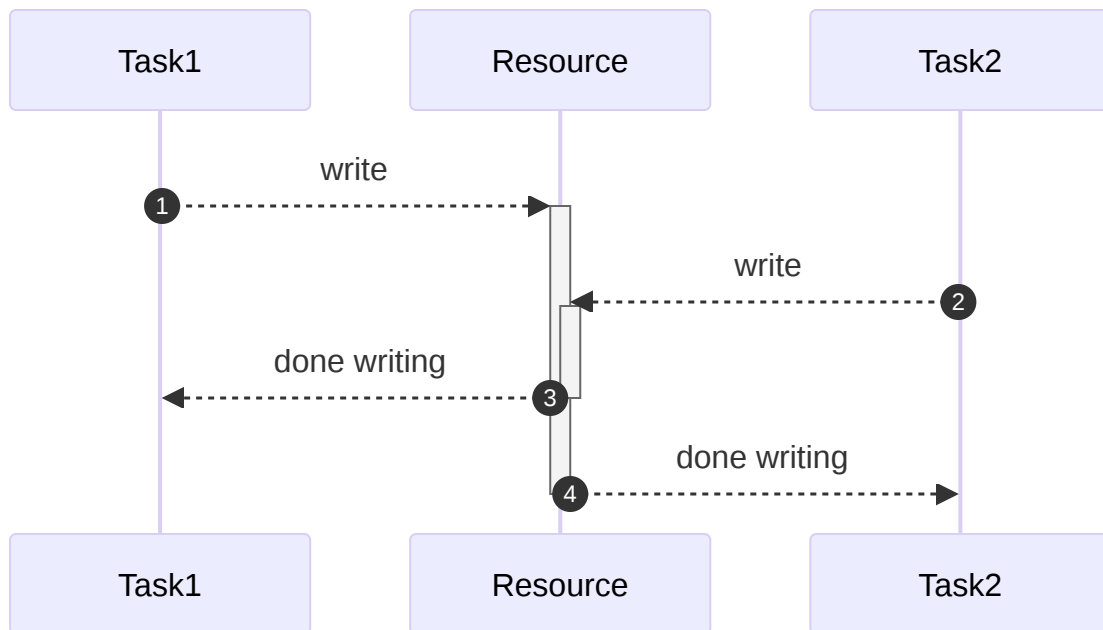 Task1
Resource
Task2
write
1
write
2
done writing
3
done writing
4
Task1
Resource
Task2